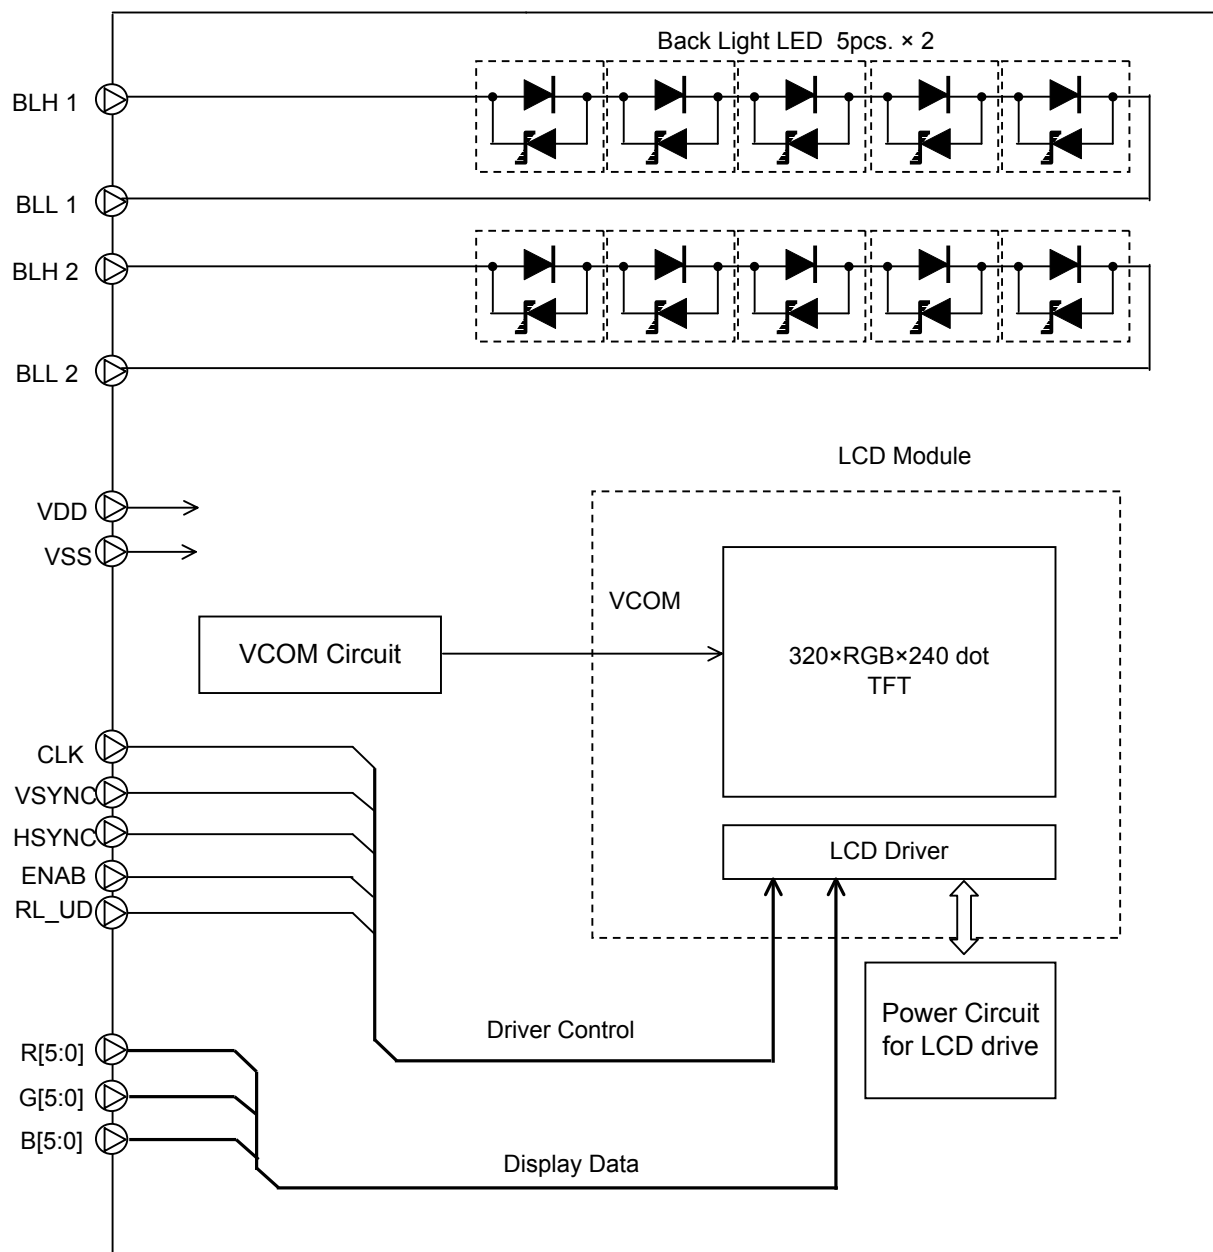 Back Light LED 5pcs. × 2
BLH 1
BLL 1
BLH 2
BLL 2
LCD Module
VDD
VSS
VCOM
VCOM Circuit
320×RGB×240 dot
TFT
CLK
VSYNC
HSYNC
ENAB
RL_UD
LCD Driver
Power Circuit
for LCD drive
Driver Control
R[5:0]
G[5:0]
B[5:0]
Display Data